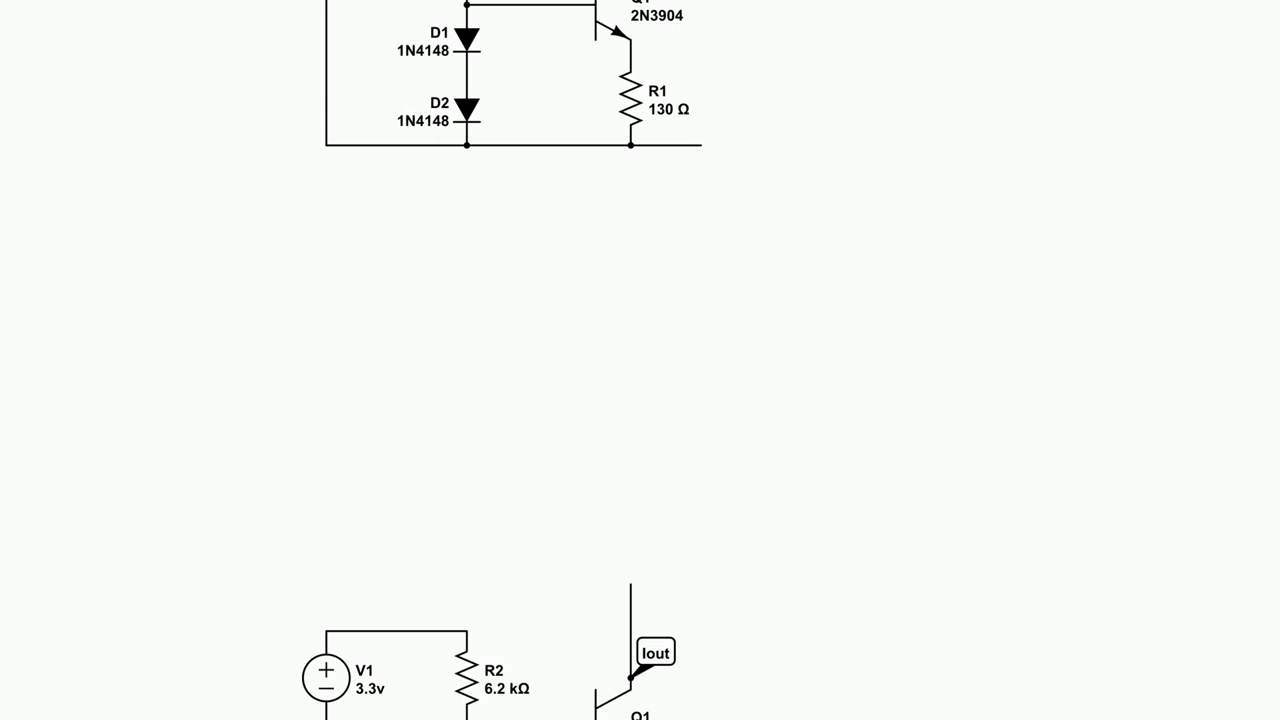 2N3904
D1
1N4148
D2
1N4148
R1
130 Ω
Iout
V1
3.3v
+
−
R2
6.2 kΩ
Q1